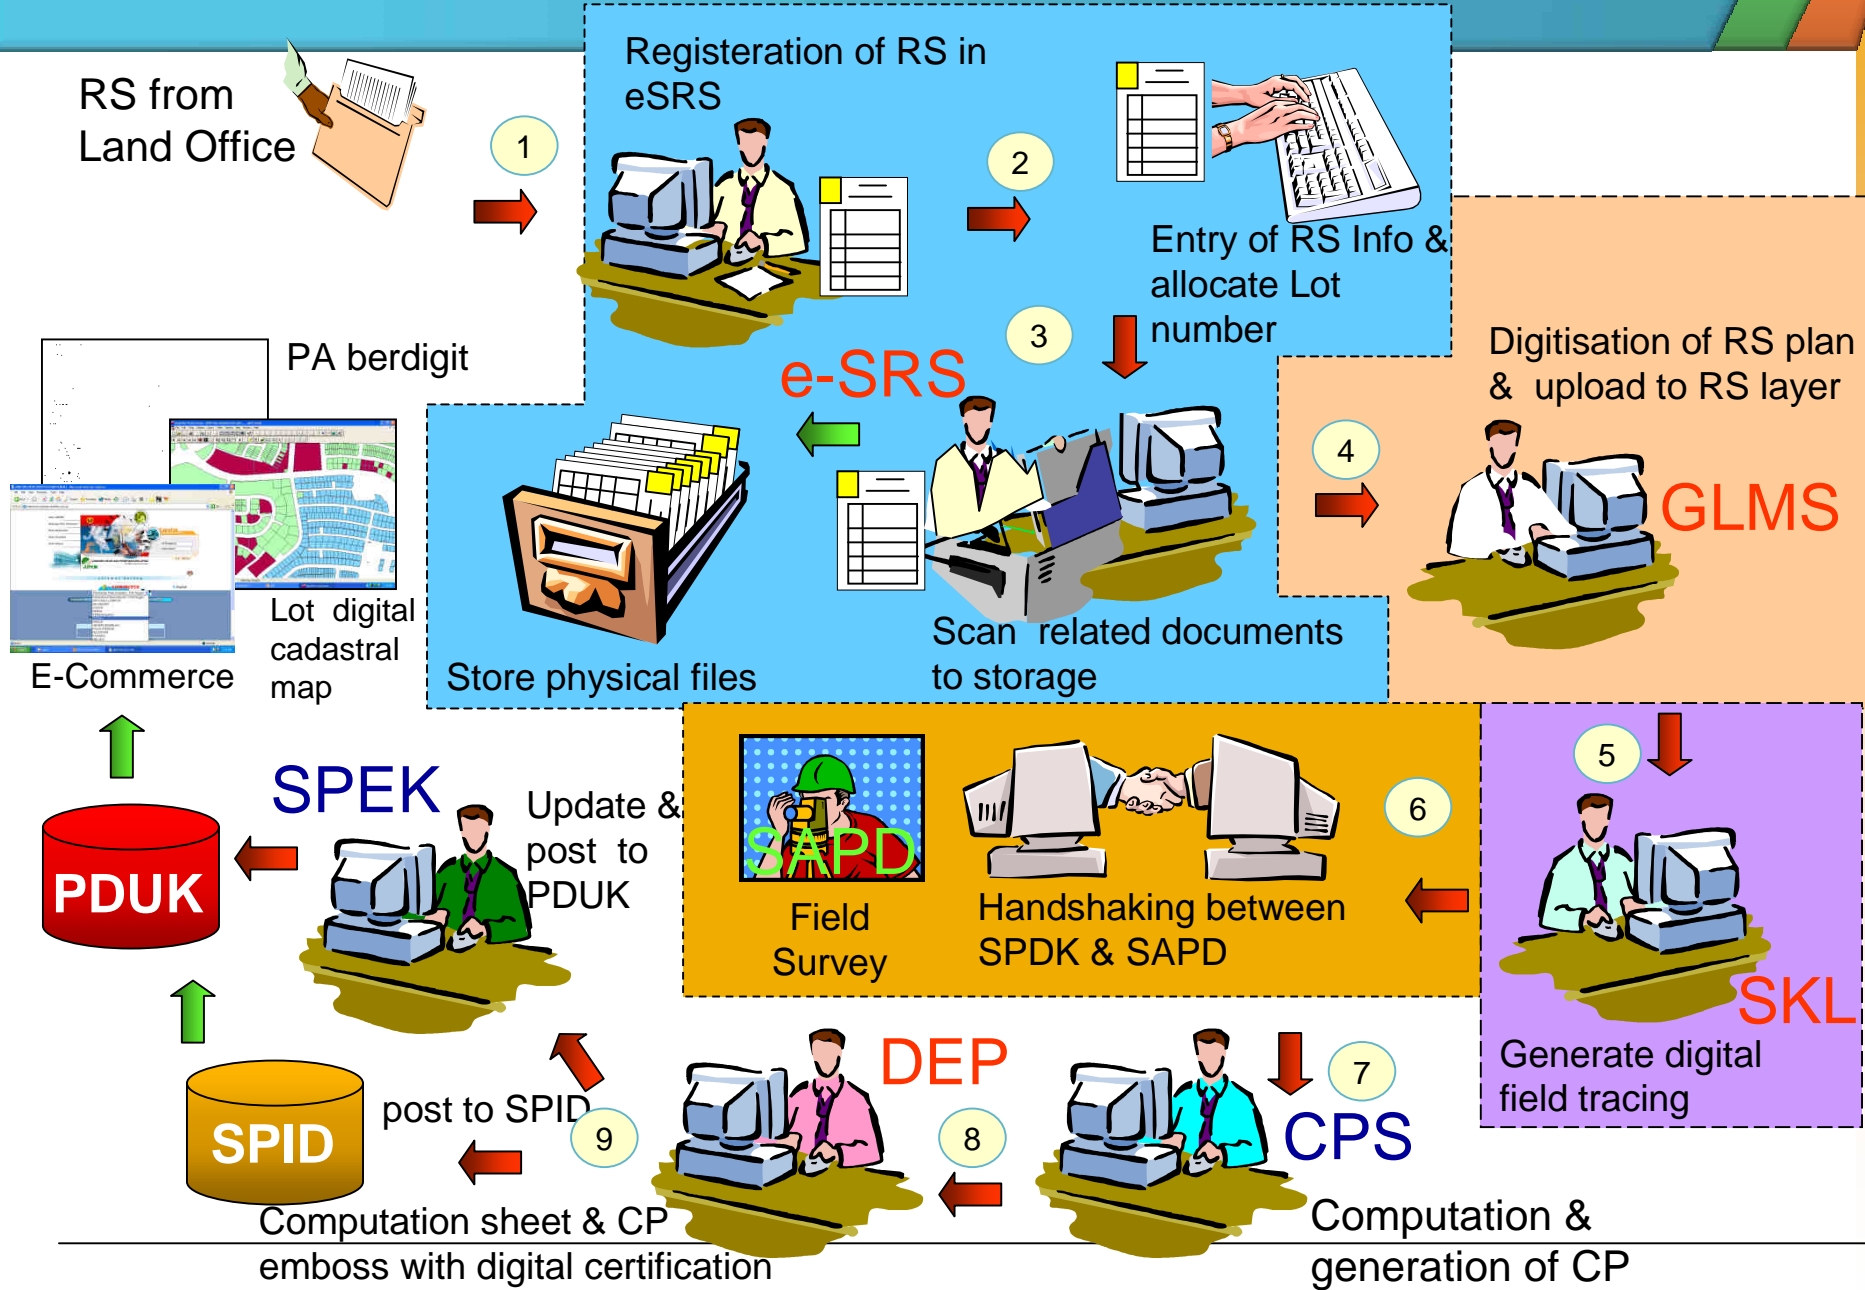 RS from
Land Office
1
Registeration of RS in
eSRS
2
Entry of RS Info &
allocate Lot
number
3
e-SRS
Scan related documents
to storage
Store physical files
4
Digitisation of RS plan
& upload to RS layer
GLMS
5
SKL
Generate digital
field tracing
6
Handshaking between
SPDK & SAPD
SAPD
Field
Survey
7
CPS
Computation &
generation of CP
8
DEP
9
Computation sheet & CP
emboss with digital certification
post to SPID
SPID
SPEK
Update &
post to
PDUK
PDUK
E-Commerce
Lot digital
cadastral
map
PA berdigit